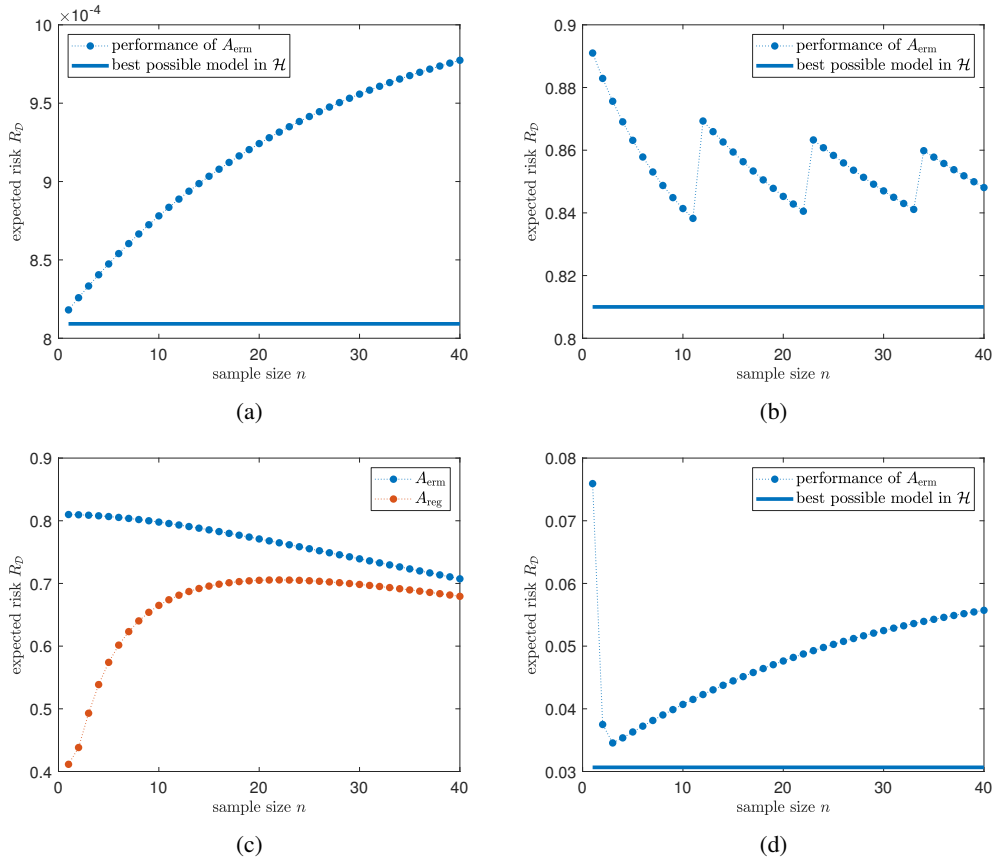 ×10⁻⁴
10
9.5
9
8.5
8
0 10 20 30 40
expected risk R_𝒟
sample size n
performance of A_erm
best possible model in ℋ
(a)
0.9
0.88
0.86
0.84
0.82
0.8
0 10 20 30 40
expected risk R_𝒟
sample size n
performance of A_erm
best possible model in ℋ
(b)
0.9
0.8
0.7
0.6
0.5
0.4
0 10 20 30 40
expected risk R_𝒟
sample size n
A_erm
A_reg
(c)
0.08
0.07
0.06
0.05
0.04
0.03
0 10 20 30 40
expected risk R_𝒟
sample size n
performance of A_erm
best possible model in ℋ
(d)